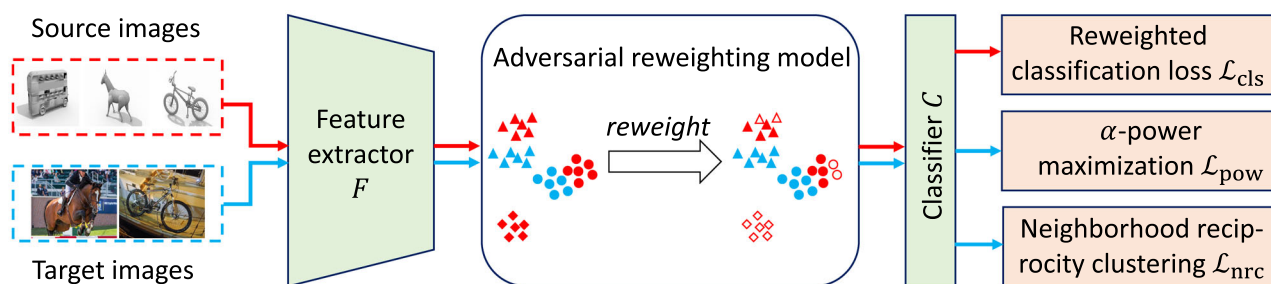 Source images
Target images
Feature
extractor
F
Adversarial reweighting model
reweight
Classifier C
Reweighted
classification loss ℒcls
α-power
maximization ℒpow
Neighborhood recip-
rocity clustering ℒnrc